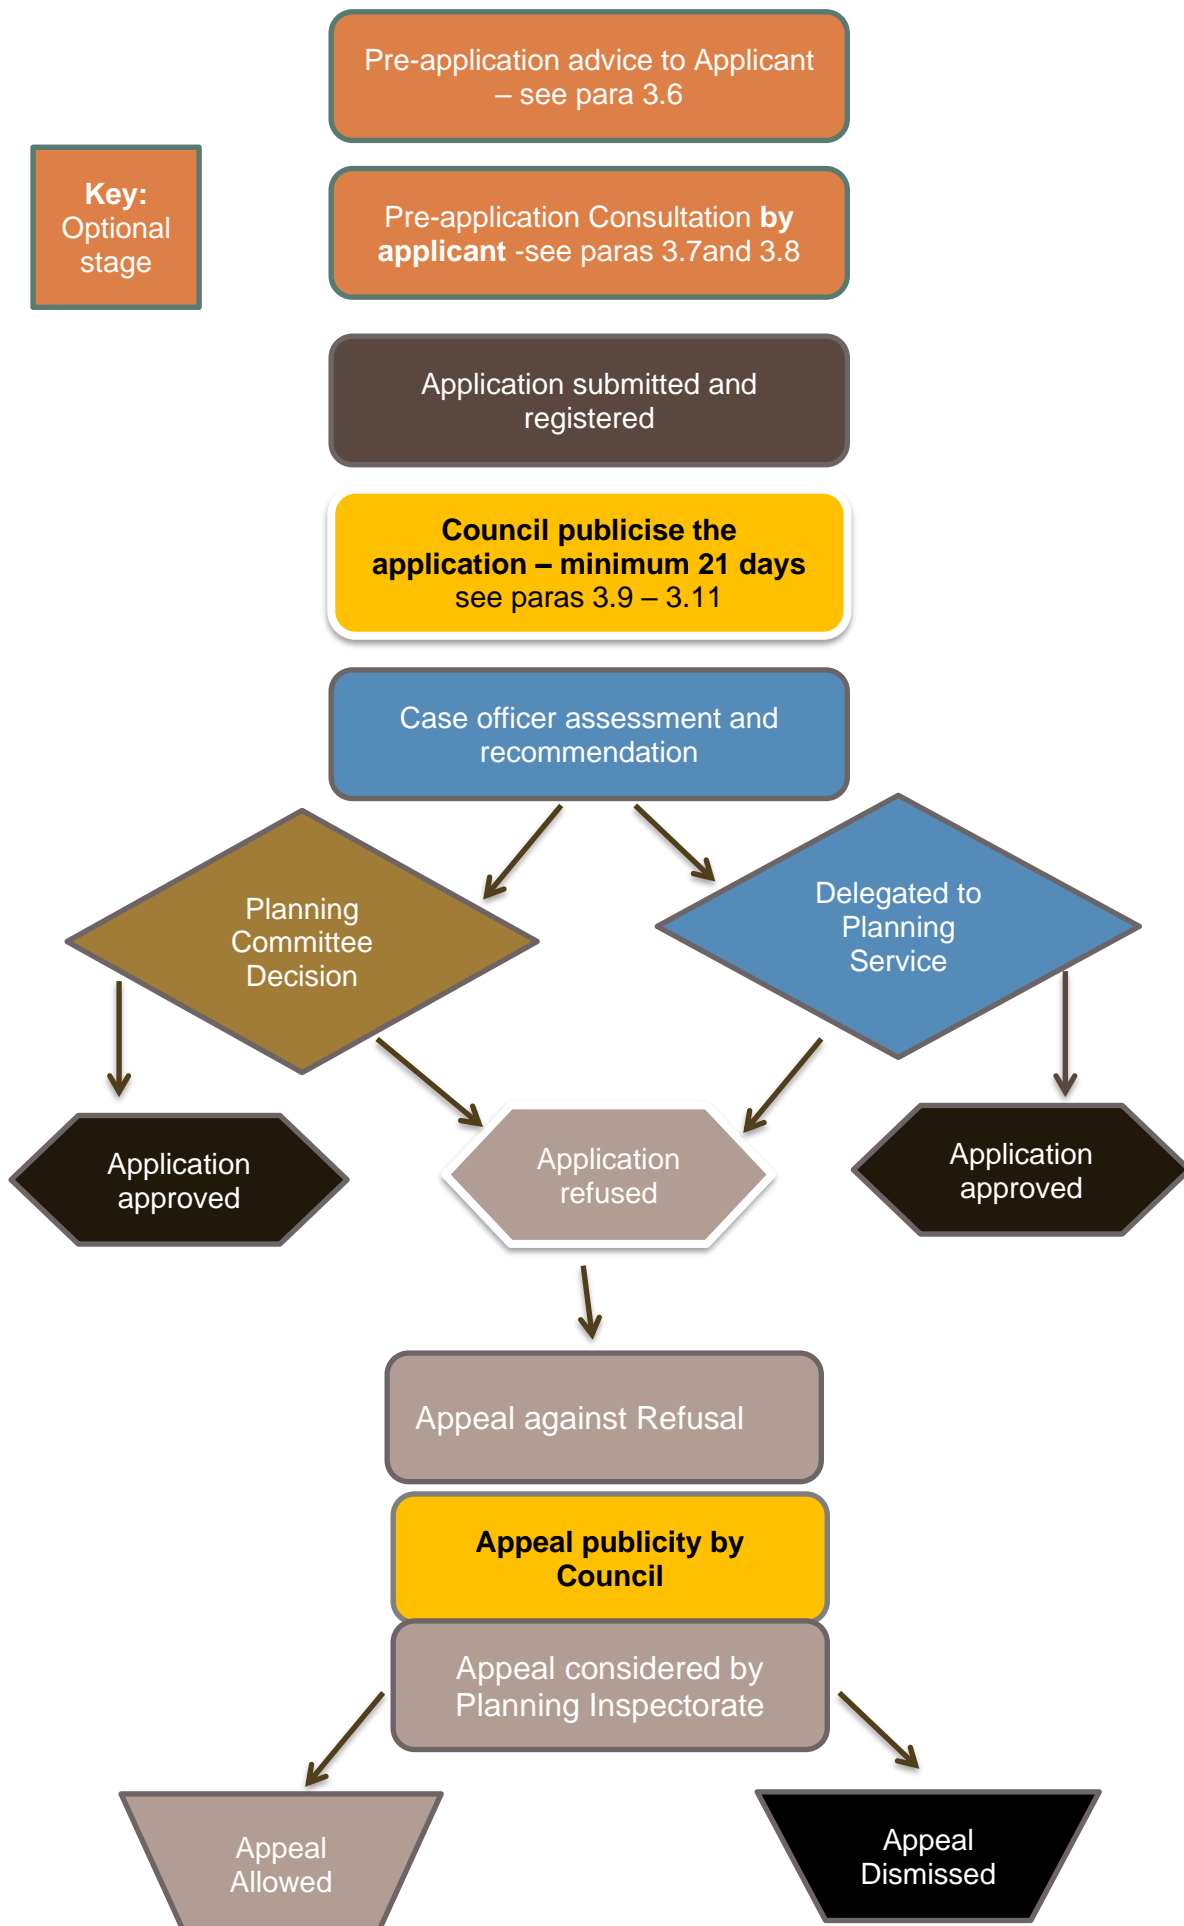 Pre-application advice to Applicant
– see para 3.6
Key:
Optional
stage
Pre-application Consultation by
applicant -see paras 3.7and 3.8
Application submitted and
registered
Council publicise the
application – minimum 21 days
see paras 3.9 – 3.11
Case officer assessment and
recommendation
Planning
Committee
Decision
Delegated to
Planning
Service
Application
approved
Application
refused
Application
approved
Appeal against Refusal
Appeal publicity by
Council
Appeal considered by
Planning Inspectorate
Appeal
Allowed
Appeal
Dismissed